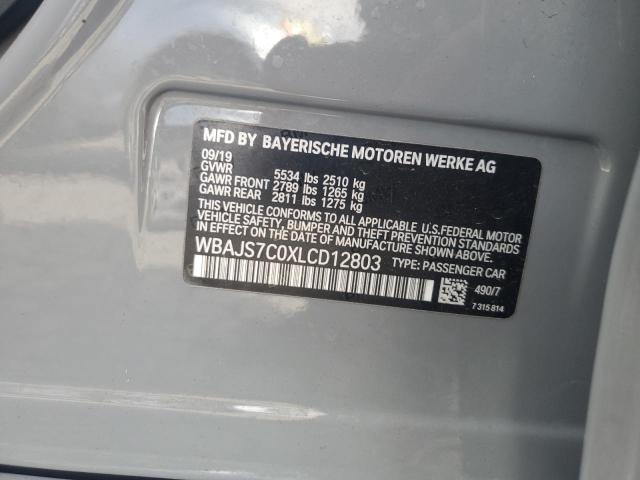 MFD BY BAYERISCHE MOTOREN WERKE AG
09/19
GVWR 5534 lbs 2510 kg
GAWR FRONT 2789 lbs 1265 kg
GAWR REAR 2811 lbs 1275 kg
THIS VEHICLE CONFORMS TO ALL APPLICABLE U.S.FEDERAL MOTOR
VEHICLE SAFETY, BUMPER AND THEFT PREVENTION STANDARDS
IN EFFECT ON THE DATE OF MANUFACTURE SHOWN ABOVE.
WBAJS7C0XLCD12803 TYPE: PASSENGER CAR
490/7
7 315 814